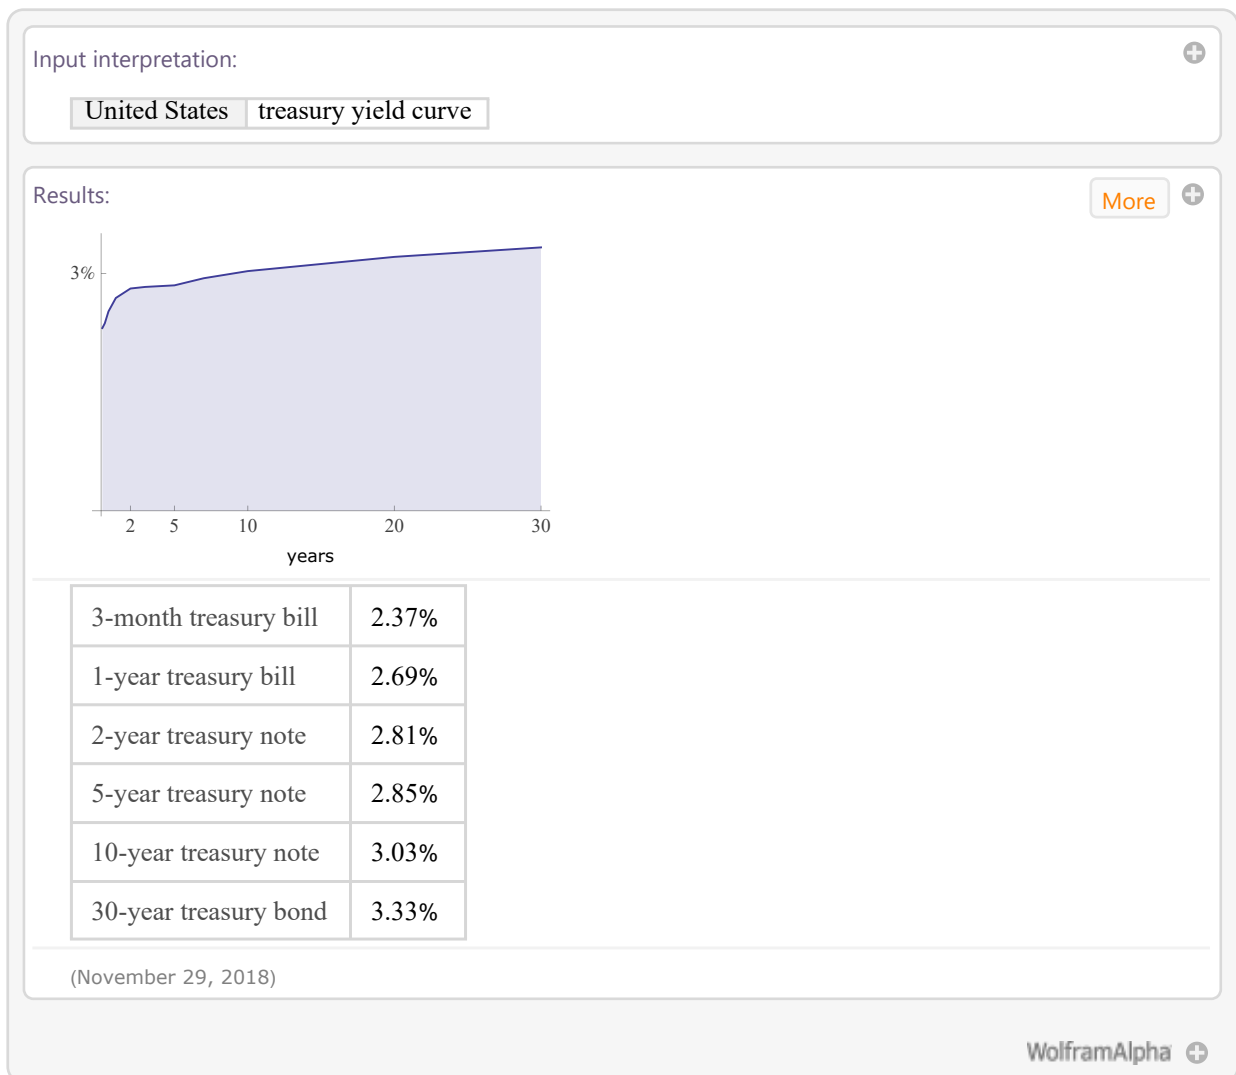 Input interpretation:
United States treasury yield curve
Results:
More
3%
2 5 10 20 30
years
3-month treasury bill 2.37%
1-year treasury bill 2.69%
2-year treasury note 2.81%
5-year treasury note 2.85%
10-year treasury note 3.03%
30-year treasury bond 3.33%
(November 29, 2018)
WolframAlpha